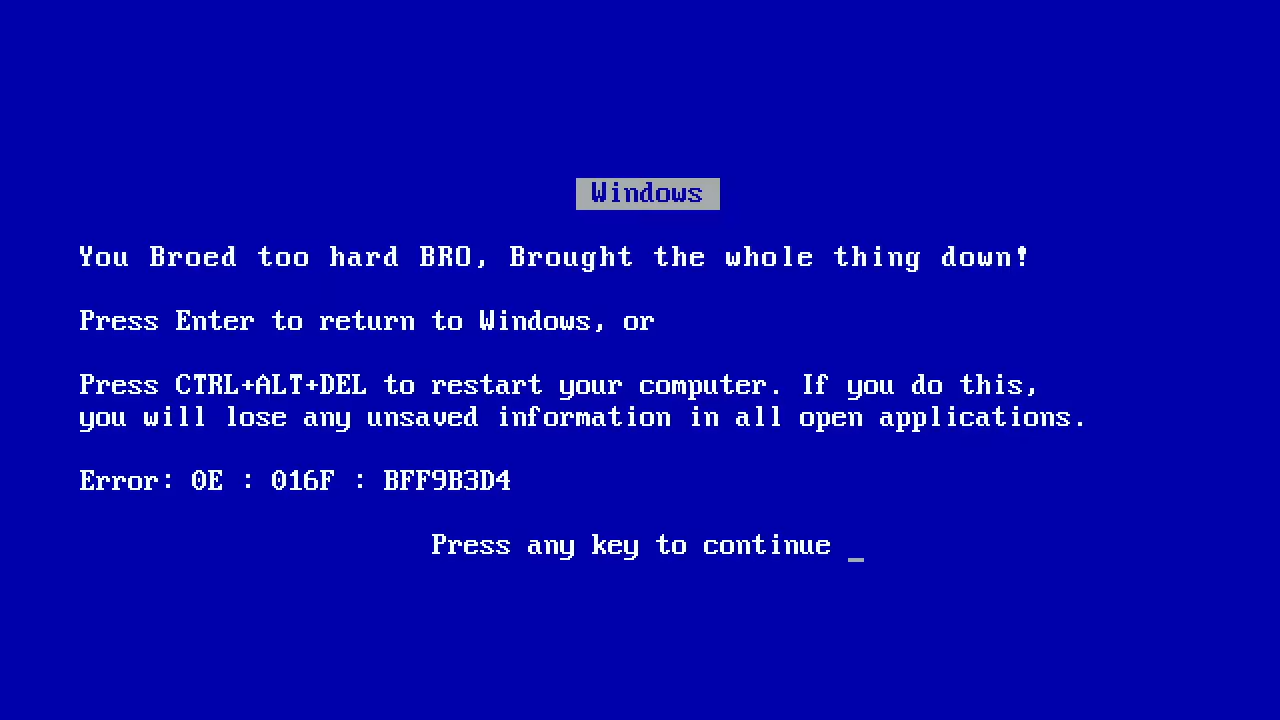 Windows
You Broed too hard BRO, Brought the whole thing down!
Press Enter to return to Windows, or
Press CTRL+ALT+DEL to restart your computer. If you do this,
you will lose any unsaved information in all open applications.
Error: 0E : 016F : BFF9B3D4
Press any key to continue _